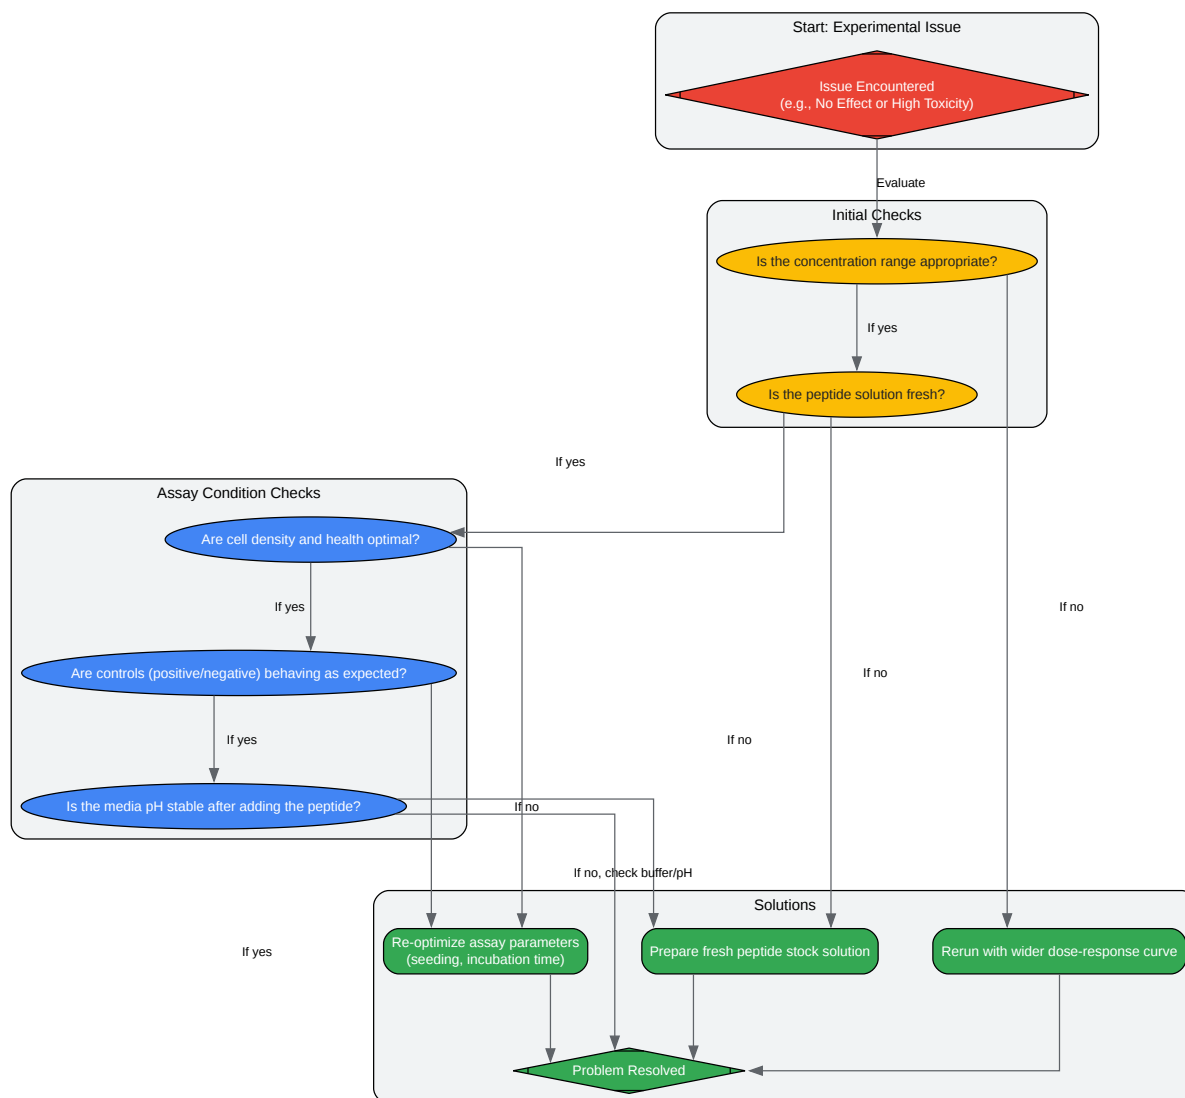 Start: Experimental Issue
Issue Encountered
(e.g., No Effect or High Toxicity)
Evaluate
Initial Checks
Is the concentration range appropriate?
If yes
Is the peptide solution fresh?
If yes
Assay Condition Checks
Are cell density and health optimal?
If yes
If no
Are controls (positive/negative) behaving as expected?
If no
If yes
If no
Is the media pH stable after adding the peptide?
If no
If no, check buffer/pH
Solutions
Re-optimize assay parameters
(seeding, incubation time)
Prepare fresh peptide stock solution
Rerun with wider dose-response curve
If yes
Problem Resolved